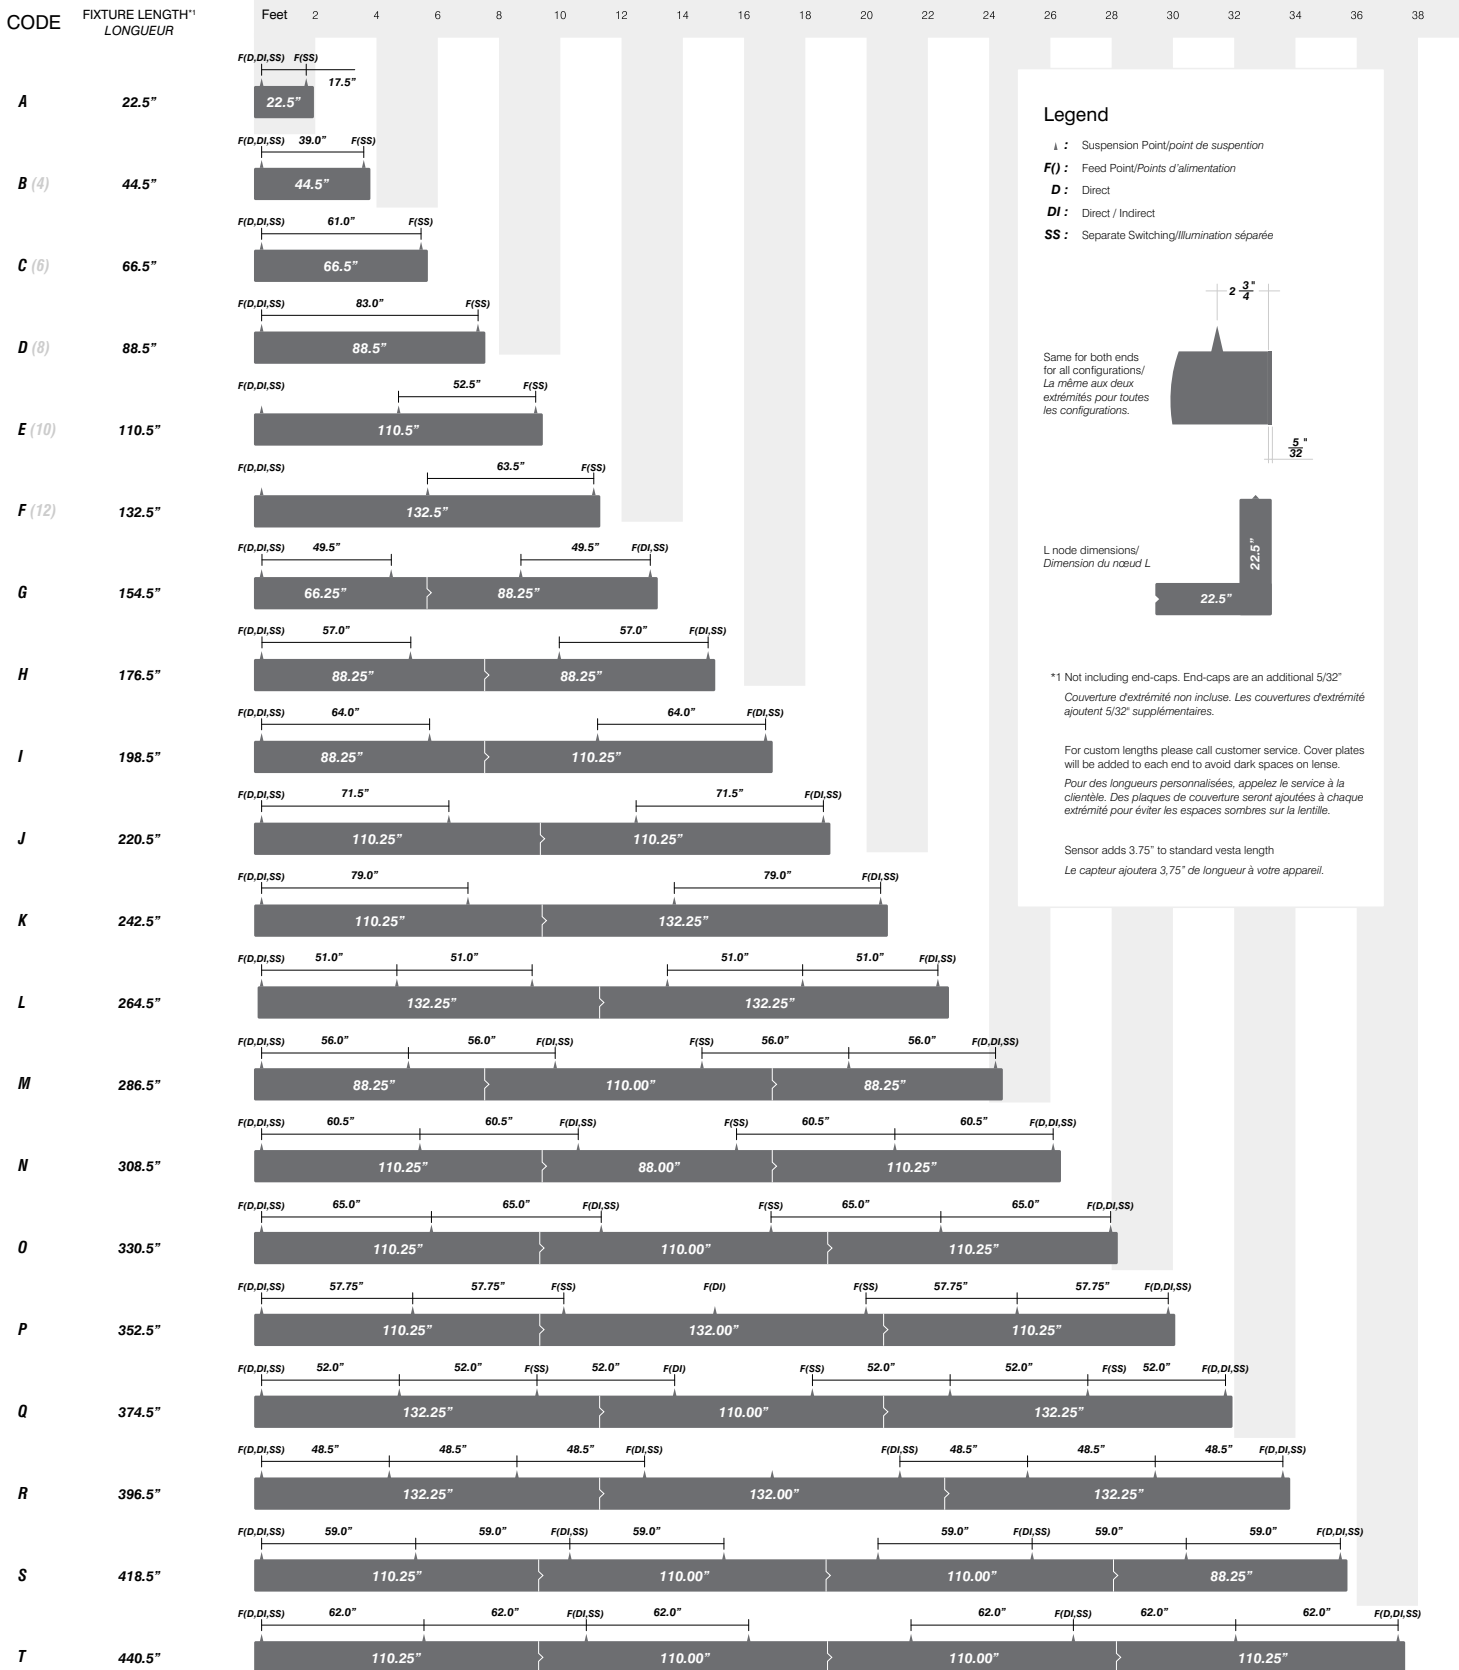 CODE
FIXTURE LENGTH*1
LONGUEUR
Feet 2 4 6 8 10 12 14 16 18 20 22 24 26 28 30 32 34 36 38
F(D,DI,SS) F(SS)
17.5”
A 22.5” 22.5”
F(D,DI,SS) 39.0” F(SS)
B (4) 44.5” 44.5”
F(D,DI,SS) 61.0” F(SS)
C (6) 66.5” 66.5”
F(D,DI,SS) 83.0” F(SS)
D (8) 88.5” 88.5”
F(D,DI,SS) 52.5” F(SS)
E (10) 110.5” 110.5”
F(D,DI,SS) 63.5” F(SS)
F (12) 132.5” 132.5”
F(D,DI,SS) 49.5” 49.5” F(DI,SS)
G 154.5” 66.25” 88.25”
F(D,DI,SS) 57.0” 57.0” F(DI,SS)
H 176.5” 88.25” 88.25”
F(D,DI,SS) 64.0” 64.0” F(DI,SS)
I 198.5” 88.25” 110.25”
F(D,DI,SS) 71.5” 71.5” F(DI,SS)
J 220.5” 110.25” 110.25”
F(D,DI,SS) 79.0” 79.0” F(DI,SS)
K 242.5” 110.25” 132.25”
F(D,DI,SS) 51.0” 51.0” 51.0” 51.0” F(DI,SS)
L 264.5” 132.25” 132.25”
F(D,DI,SS) 56.0” 56.0” F(DI,SS) F(SS) 56.0” 56.0” F(D,DI,SS)
M 286.5” 88.25” 110.00” 88.25”
F(D,DI,SS) 60.5” 60.5” F(DI,SS) F(SS) 60.5” 60.5” F(D,DI,SS)
N 308.5” 110.25” 88.00” 110.25”
F(D,DI,SS) 65.0” 65.0” F(DI,SS) F(SS) 65.0” 65.0” F(D,DI,SS)
O 330.5” 110.25” 110.00” 110.25”
F(D,DI,SS) 57.75” 57.75” F(SS) F(DI) F(SS) 57.75” 57.75” F(D,DI,SS)
P 352.5” 110.25” 132.00” 110.25”
F(D,DI,SS) 52.0” 52.0” F(SS) 52.0” F(DI) F(SS) 52.0” 52.0” F(SS) 52.0” F(D,DI,SS)
Q 374.5” 132.25” 110.00” 132.25”
F(D,DI,SS) 48.5” 48.5” 48.5” F(DI,SS) F(DI,SS) 48.5” 48.5” 48.5” F(D,DI,SS)
R 396.5” 132.25” 132.00” 132.25”
F(D,DI,SS) 59.0” 59.0” F(DI,SS) 59.0” 59.0” F(DI,SS) 59.0” 59.0” F(D,DI,SS)
S 418.5” 110.25” 110.00” 110.00” 88.25”
F(D,DI,SS) 62.0” 62.0” F(DI,SS) 62.0” 62.0” F(DI,SS) 62.0” 62.0” F(D,DI,SS)
T 440.5” 110.25” 110.00” 110.00” 110.25”
Legend
: Suspension Point/point de suspention
F() : Feed Point/Points d’alimentation
D : Direct
DI : Direct / Indirect
SS : Separate Switching/Illumination séparée
2 3/4"
Same for both ends
for all configurations/
La même aux deux
extrémités pour toutes
les configurations.
5/32"
L node dimensions/
Dimension du nœud L
22.5”
22.5”
*1 Not including end-caps. End-caps are an additional 5/32”
Couverture d'extrémité non incluse. Les couvertures d'extrémité
ajoutent 5/32" supplémentaires.
For custom lengths please call customer service. Cover plates
will be added to each end to avoid dark spaces on lense.
Pour des longueurs personnalisées, appelez le service à la
clientèle. Des plaques de couverture seront ajoutées à chaque
extrémité pour éviter les espaces sombres sur la lentille.
Sensor adds 3.75” to standard vesta length
Le capteur ajoutera 3,75” de longueur à votre appareil.